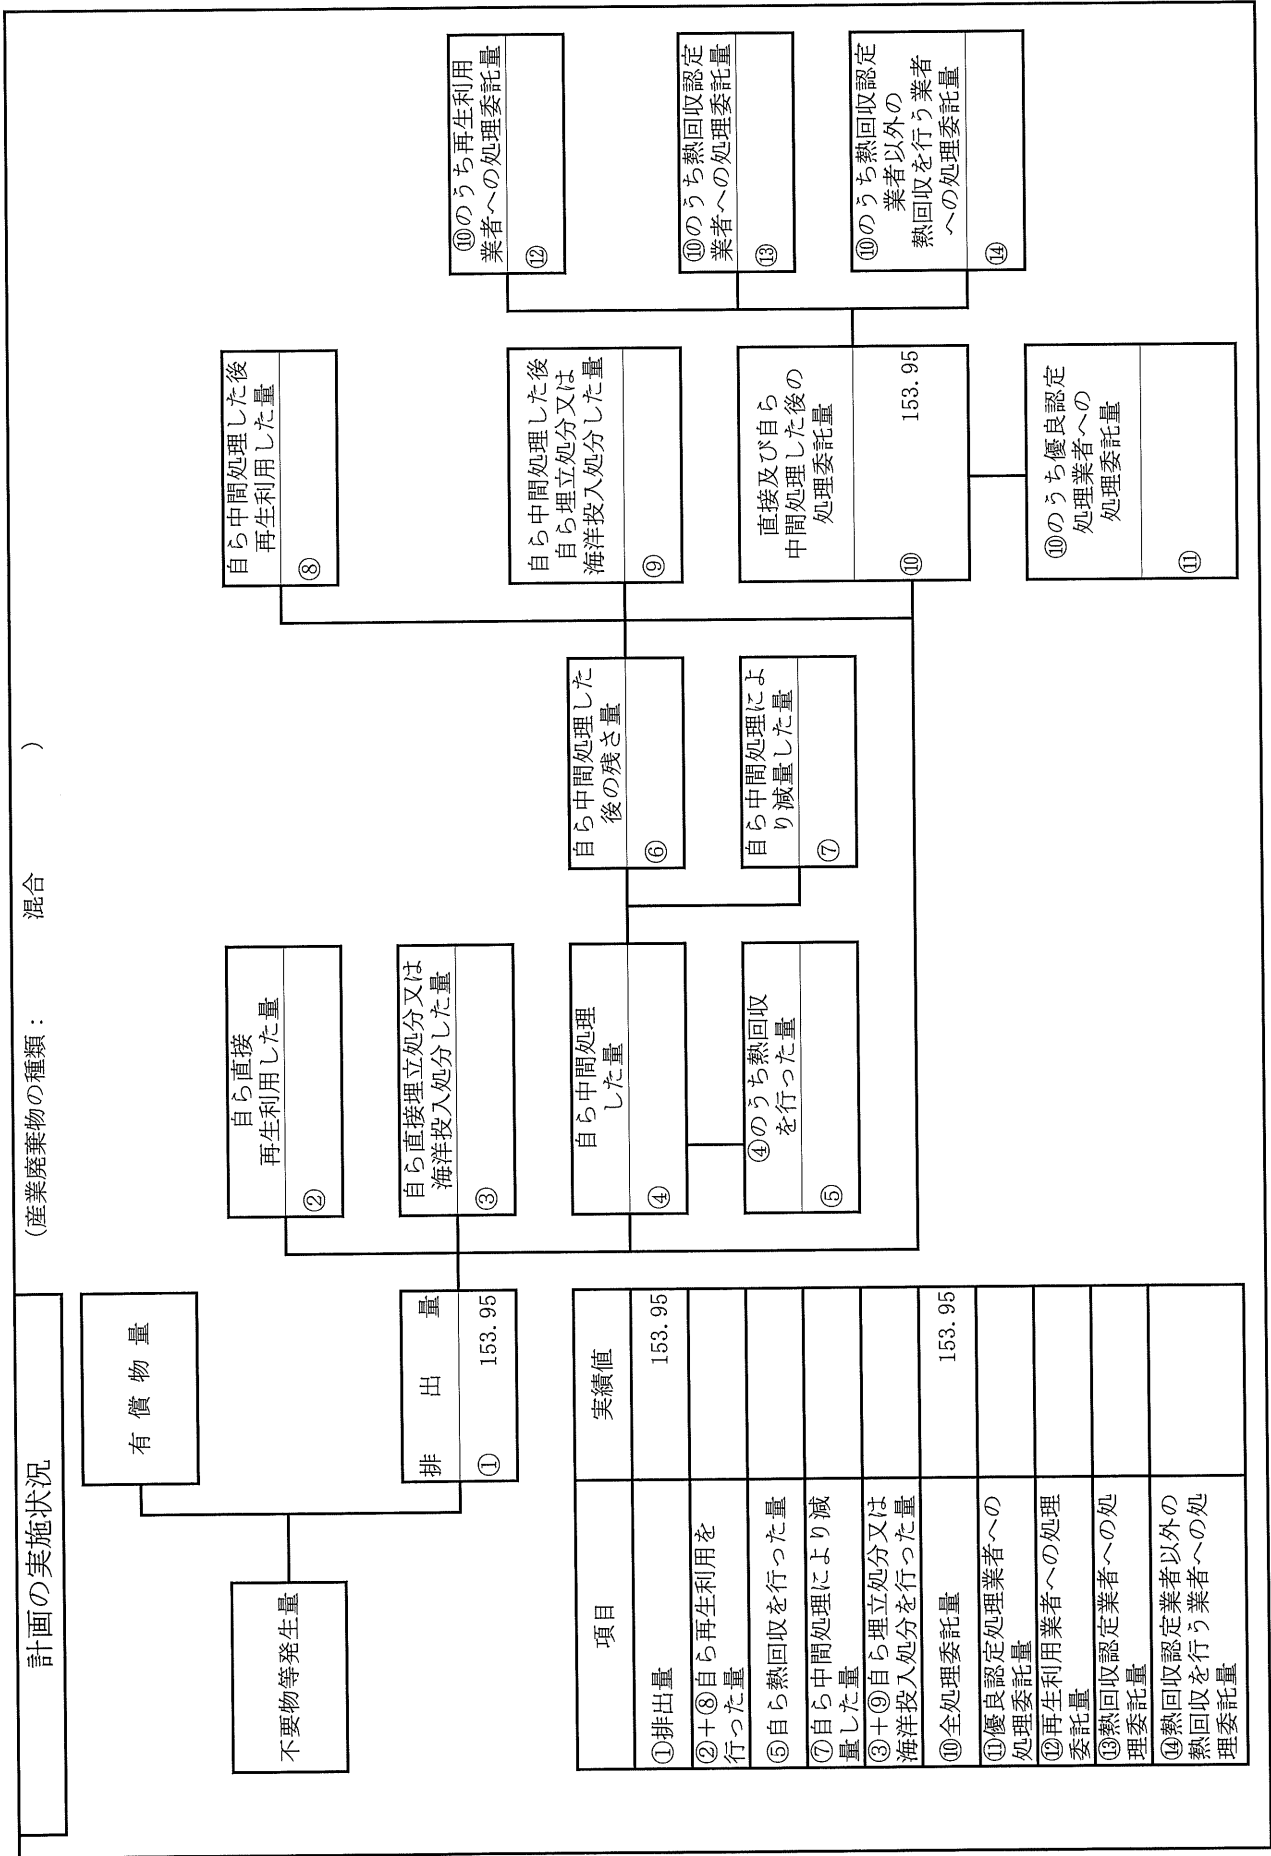 計画の実施状況
(産業廃棄物の種類： 混合 )
不要物等発生量
有償物量
排出量
① 153.95
自ら直接
再生利用した量
②
自ら直接埋立処分又は
海洋投入処分した量
③
自ら中間処理
した量
④
④のうち熱回収
を行った量
⑤
自ら中間処理した
後の残さ量
⑥
自ら中間処理によ
り減量した量
⑦
自ら中間処理した後
再生利用した量
⑧
自ら中間処理した後
自ら埋立処分又は
海洋投入処分した量
⑨
直接及び自ら
中間処理した後の
処理委託量
⑩ 153.95
⑩のうち優良認定
処理業者への
処理委託量
⑪
⑩のうち再生利用
業者への処理委託量
⑫
⑩のうち熱回収認定
業者への処理委託量
⑬
⑩のうち熱回収認定
業者以外の
熱回収を行う業者
への処理委託量
⑭
項目 実績値
①排出量 153.95
②＋⑧自ら再生利用を
行った量
⑤自ら熱回収を行った量
⑦自ら中間処理により減
量した量
③＋⑨自ら埋立処分又は
海洋投入処分を行った量
⑩全処理委託量 153.95
⑪優良認定処理業者への
処理委託量
⑫再生利用業者への処理
委託量
⑬熱回収認定業者への処
理委託量
⑭熱回収認定業者以外の
熱回収を行う業者への処
理委託量